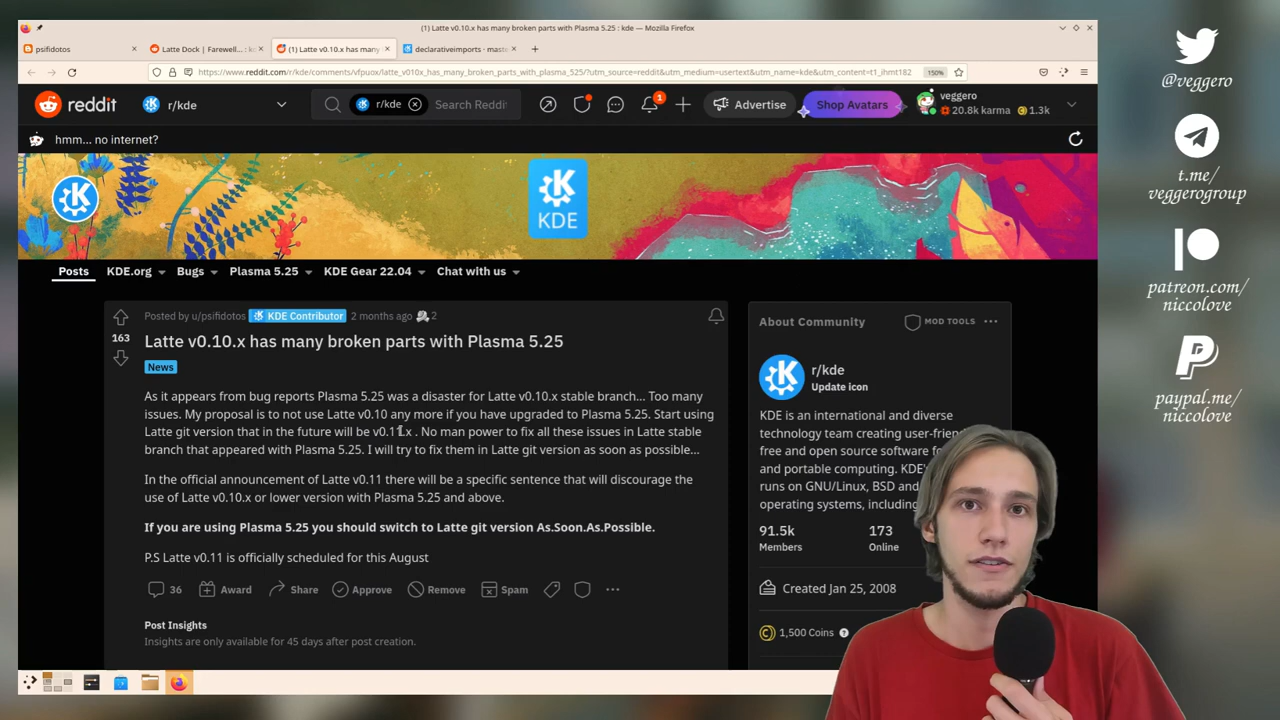 (1) Latte v0.10.x has many broken parts with Plasma 5.25 : kde — Mozilla Firefox
psifidotos
Latte Dock | Farewell... : k
(1) Latte v0.10.x has many
declarativeimports · maste
https://www.reddit.com/r/kde/comments/vfpuox/latte_v010x_has_many_broken_parts_with_plasma_525/?utm_source=reddit&utm_medium=usertext&utm_name=kde&utm_content=t1_ihmt182
150%
reddit
r/kde
r/kde
Search Reddi
1
Advertise
Shop Avatars
veggero
20.8k karma
1.3k
hmm... no internet?
KDE
Posts
KDE.org
Bugs
Plasma 5.25
KDE Gear 22.04
Chat with us
Posted by u/psifidotos
KDE Contributor
2 months ago
2
163
Latte v0.10.x has many broken parts with Plasma 5.25
News
As it appears from bug reports Plasma 5.25 was a disaster for Latte v0.10.x stable branch... Too many
issues. My proposal is to not use Latte v0.10 any more if you have upgraded to Plasma 5.25. Start using
Latte git version that in the future will be v0.11.x . No man power to fix all these issues in Latte stable
branch that appeared with Plasma 5.25. I will try to fix them in Latte git version as soon as possible...
In the official announcement of Latte v0.11 there will be a specific sentence that will discourage the
use of Latte v0.10.x or lower version with Plasma 5.25 and above.
If you are using Plasma 5.25 you should switch to Latte git version As.Soon.As.Possible.
P.S Latte v0.11 is officially scheduled for this August
36
Award
Share
Approve
Remove
Spam
Post Insights
Insights are only available for 45 days after post creation.
About Community
MOD TOOLS
r/kde
Update icon
KDE is an international and diverse
technology team creating user-frien
free and open source software fo
and portable computing. KDE'
runs on GNU/Linux, BSD and
operating systems, including
91.5k
Members
173
Online
Created Jan 25, 2008
1,500 Coins
@veggero
t.me/
veggerogroup
patreon.com/
niccolove
paypal.me/
niccolove